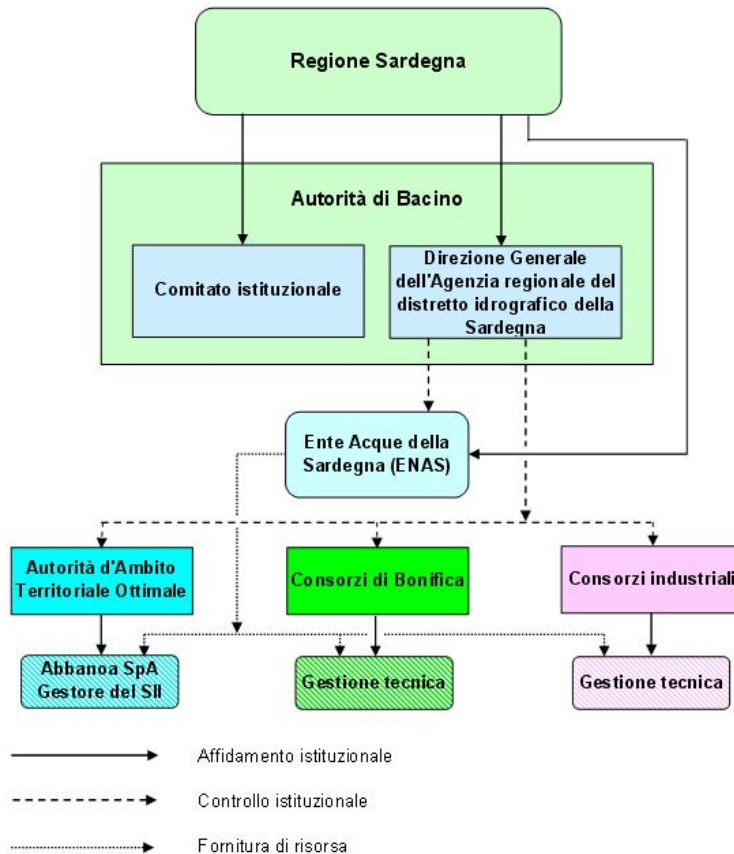 Regione Sardegna
Autorità di Bacino
Comitato istituzionale
Direzione Generale
dell'Agenzia regionale del
distretto idrografico della
Sardegna
Ente Acque della
Sardegna (ENAS)
Autorità d'Ambito
Territoriale Ottimale
Consorzi di Bonifica
Consorzi industriali
Abbanoa SpA
Gestore del SII
Gestione tecnica
Gestione tecnica
Affidamento istituzionale
Controllo istituzionale
Fornitura di risorsa